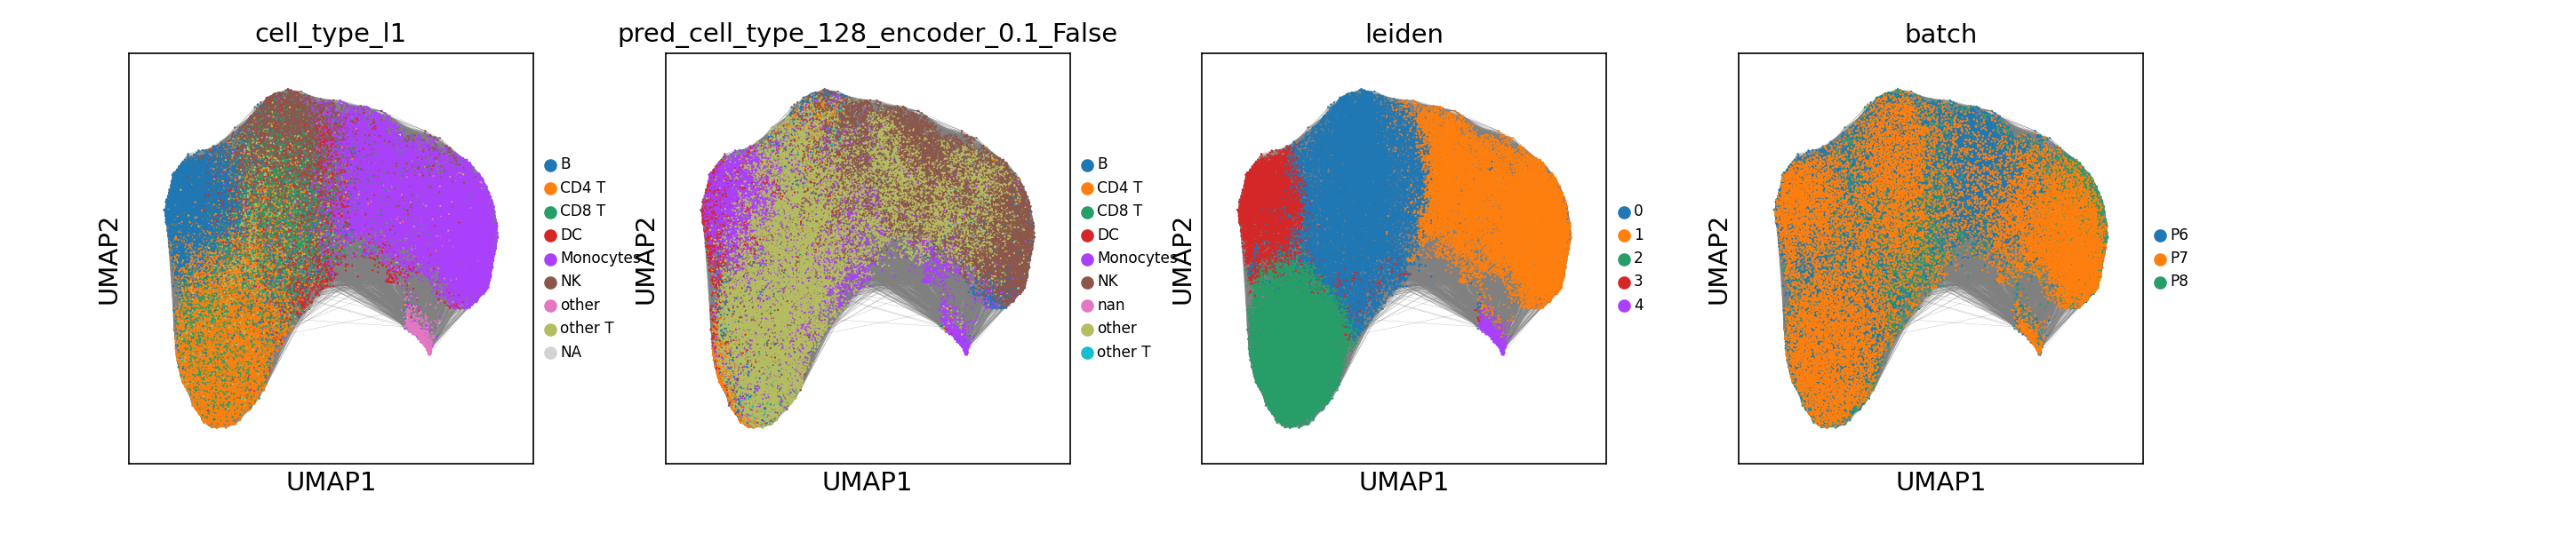 cell_type_l1
UMAP2
UMAP1
B
CD4 T
CD8 T
DC
Monocytes
NK
other
other T
NA
pred_cell_type_128_encoder_0.1_False
UMAP2
UMAP1
B
CD4 T
CD8 T
DC
Monocytes
NK
nan
other
other T
leiden
UMAP2
UMAP1
0
1
2
3
4
batch
UMAP2
UMAP1
P6
P7
P8